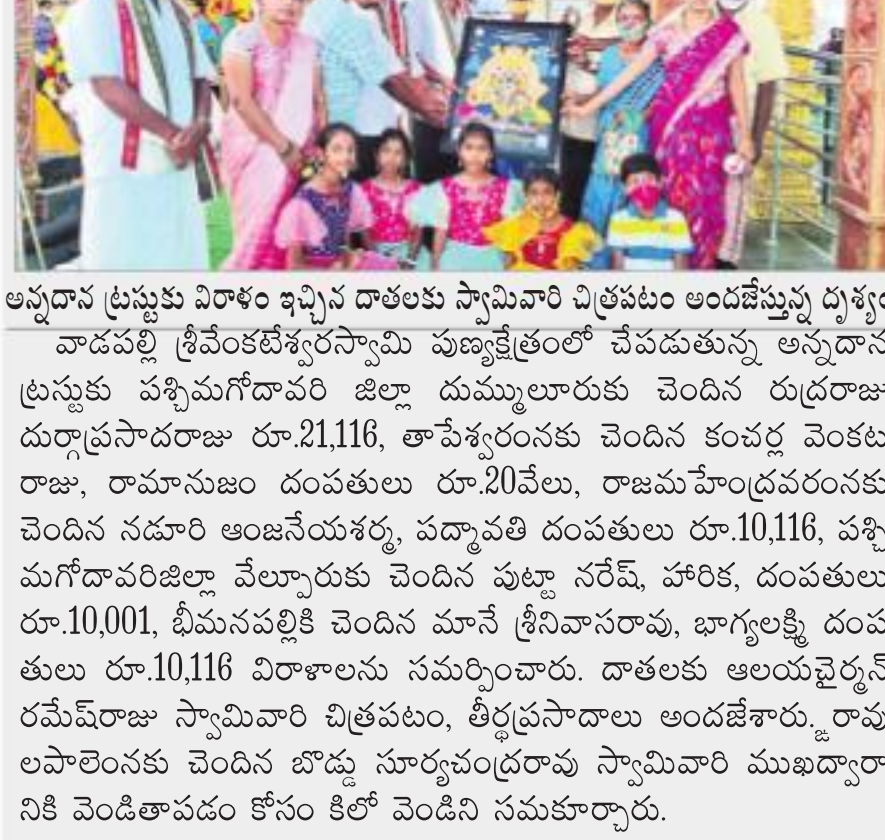 అన్నదాన ట్రస్టుకు విరాళం ఇచ్చిన దాతలకు స్వామివారి చిత్రపటం అందజేస్తున్న దృశ్యం
వాడపల్లి శ్రీవేంకటేశ్వరస్వామి పుణ్యక్షేత్రంలో చేపడుతున్న అన్నదాన
ట్రస్టుకు పశ్చిమగోదావరి జిల్లా దుమ్ములూరుకు చెందిన రుద్రరాజు
దుర్గాప్రసాదరాజు రూ.21,116, తాపేశ్వరంనకు చెందిన కంచర్ల వెంకట
రాజు, రామానుజం దంపతులు రూ.20వేలు, రాజమహేంద్రవరంనకు
చెందిన నడూరి ఆంజనేయశర్మ, పద్మావతి దంపతులు రూ.10,116, పశ్చి
మగోదావరిజిల్లా వేల్పూరుకు చెందిన పుట్టా నరేష్, హారిక, దంపతులు
రూ.10,001, భీమనపల్లికి చెందిన మానే శ్రీనివాసరావు, భాగ్యలక్ష్మి దంప
తులు రూ.10,116 విరాళాలను సమర్పించారు. దాతలకు ఆలయచైర్మన్
రమేష్‌రాజు స్వామివారి చిత్రపటం, తీర్థప్రసాదాలు అందజేశారు. రావు
లపాలెంనకు చెందిన బొడ్డు సూర్యచంద్రరావు స్వామివారి ముఖద్వారా
నికి వెండితాపడం కోసం కిలో వెండిని సమకూర్చారు.